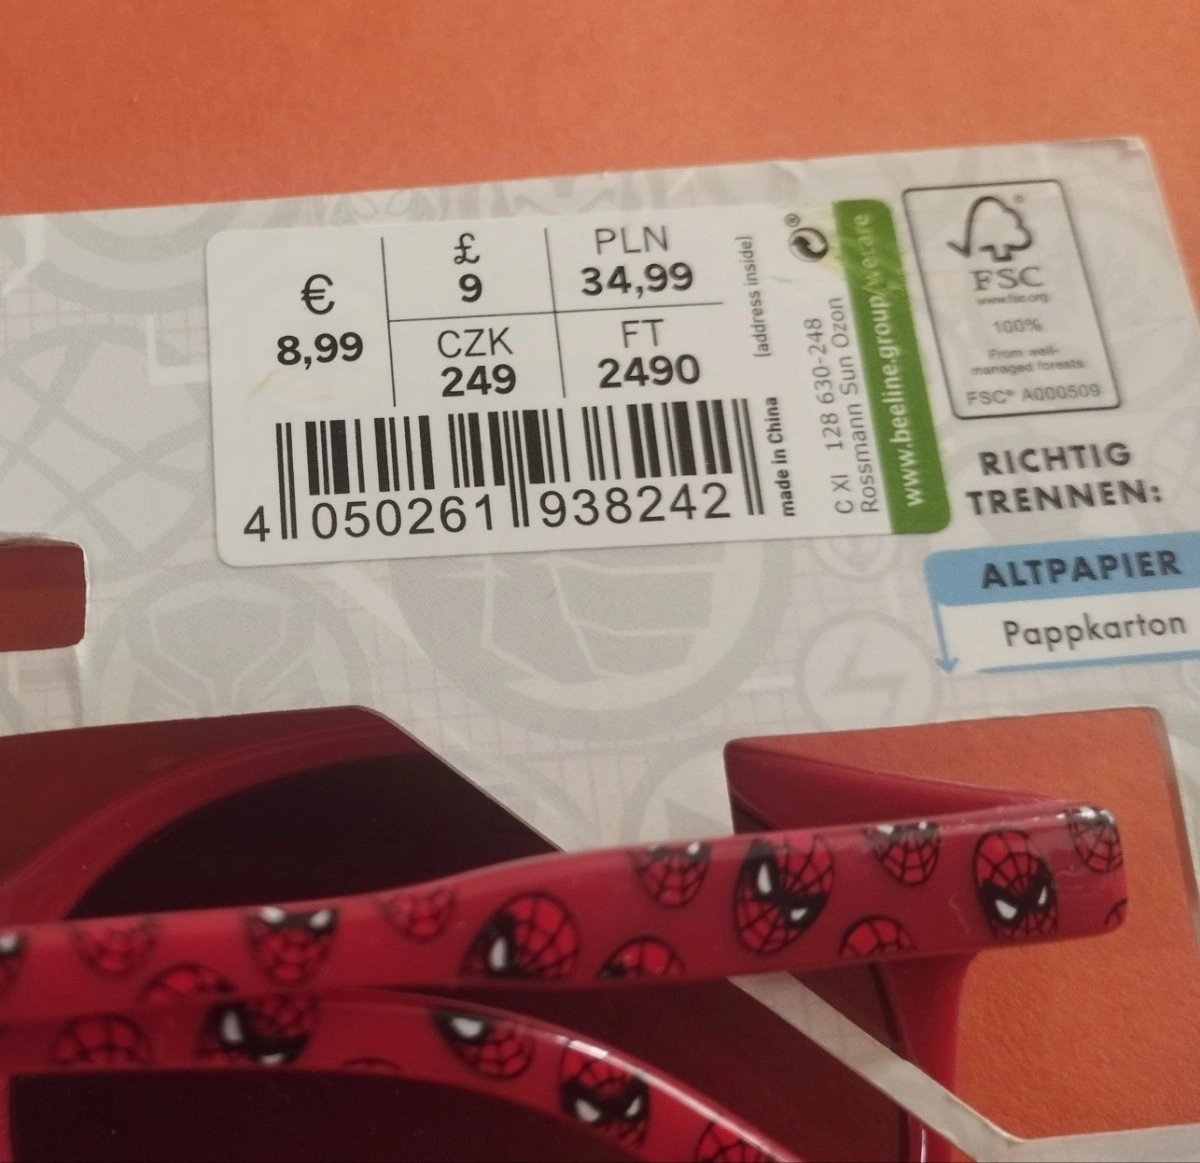 €
8,99
£
9
PLN
34,99
CZK
249
FT
2490
4 050261 938242
made in China
(address inside)
C XI 128 630-248
Rossmann Sun Ozon
www.beeline.group/wecare
®
FSC
www.fsc.org
100%
From well-
managed forests
FSC® A000509
RICHTIG
TRENNEN:
ALTPAPIER
Pappkarton